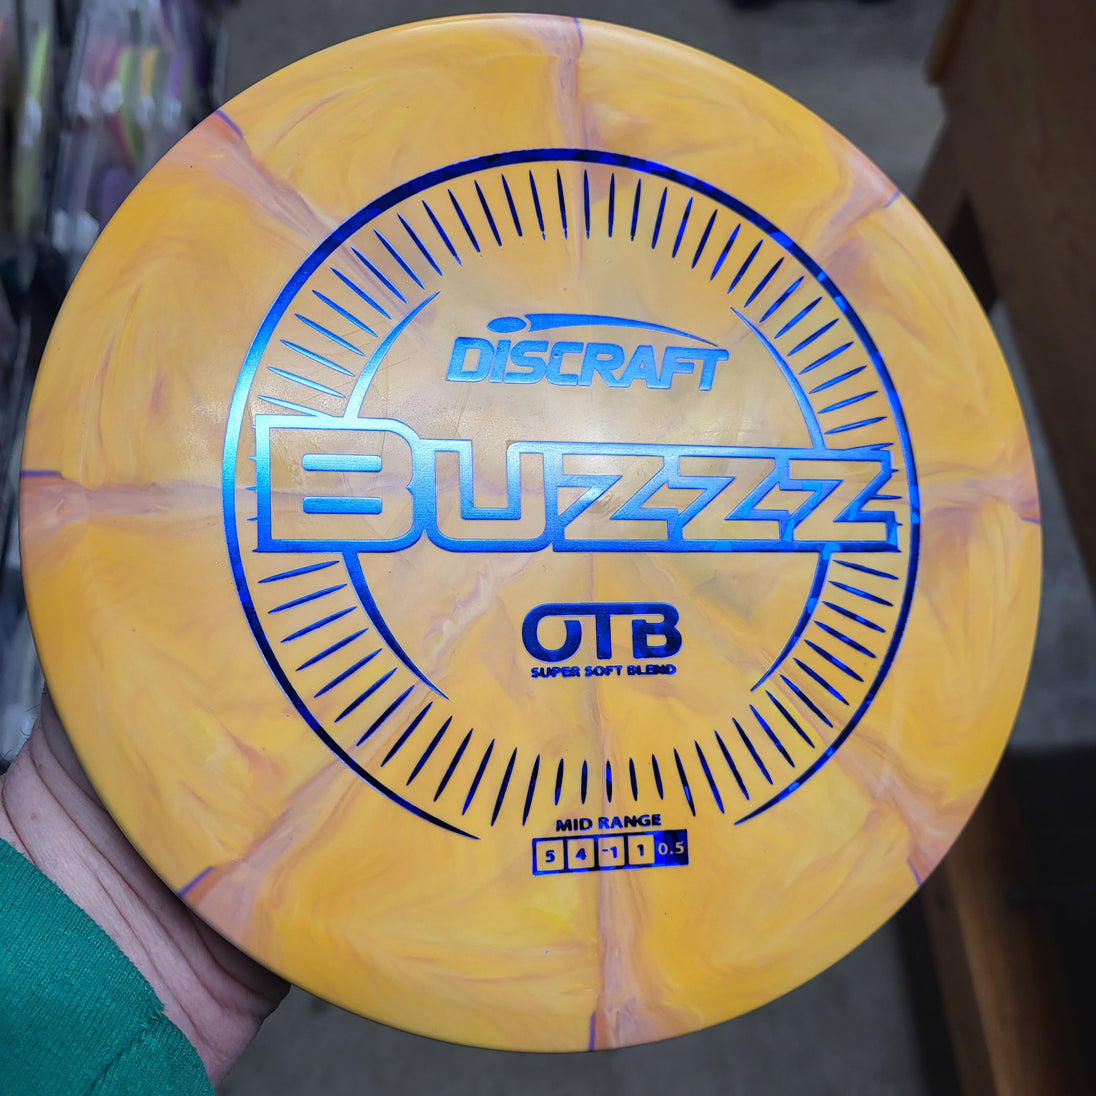 DISCRAFT
BUZZZ
OTB
SUPER SOFT BLEND
MID RANGE
5 4 -1 1 0.5